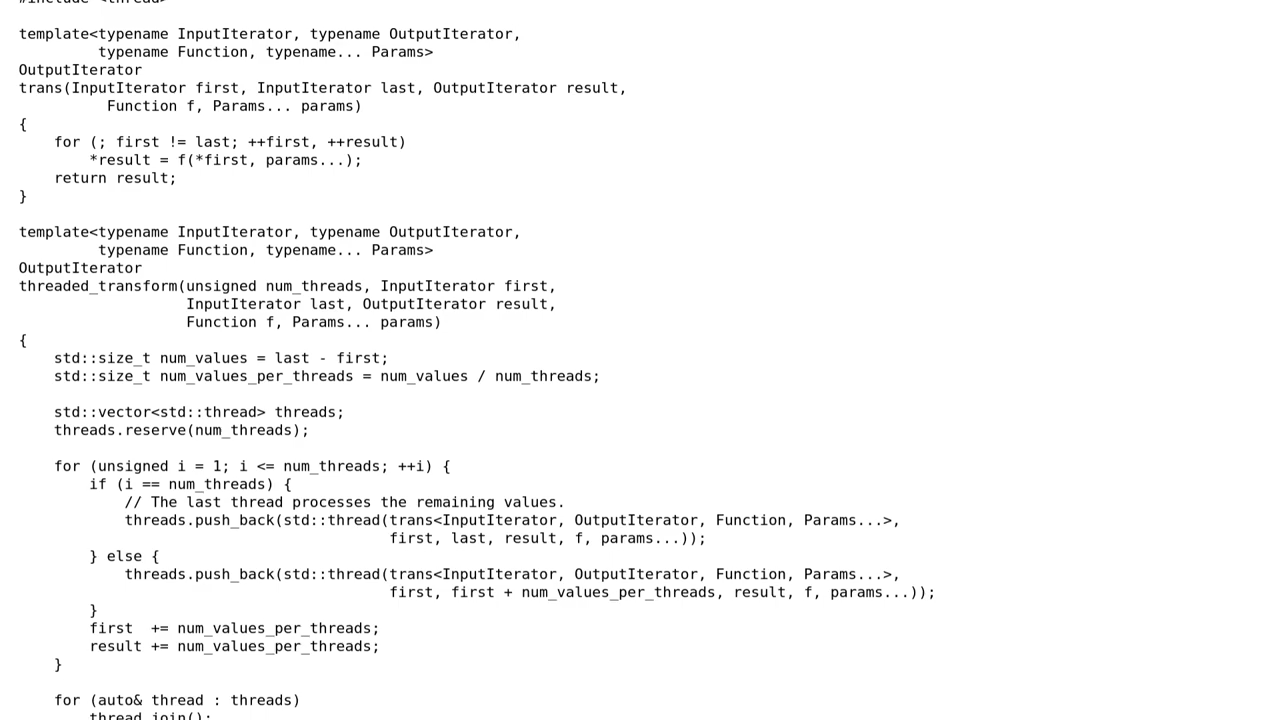 #include <thread>
template<typename InputIterator, typename OutputIterator,
         typename Function, typename... Params>
OutputIterator
trans(InputIterator first, InputIterator last, OutputIterator result,
          Function f, Params... params)
{
    for (; first != last; ++first, ++result)
        *result = f(*first, params...);
    return result;
}
template<typename InputIterator, typename OutputIterator,
         typename Function, typename... Params>
OutputIterator
threaded_transform(unsigned num_threads, InputIterator first,
                   InputIterator last, OutputIterator result,
                   Function f, Params... params)
{
    std::size_t num_values = last - first;
    std::size_t num_values_per_threads = num_values / num_threads;
    std::vector<std::thread> threads;
    threads.reserve(num_threads);
    for (unsigned i = 1; i <= num_threads; ++i) {
        if (i == num_threads) {
            // The last thread processes the remaining values.
            threads.push_back(std::thread(trans<InputIterator, OutputIterator, Function, Params...>,
                                          first, last, result, f, params...));
        } else {
            threads.push_back(std::thread(trans<InputIterator, OutputIterator, Function, Params...>,
                                          first, first + num_values_per_threads, result, f, params...));
        }
        first  += num_values_per_threads;
        result += num_values_per_threads;
    }
    for (auto& thread : threads)
        thread.join();